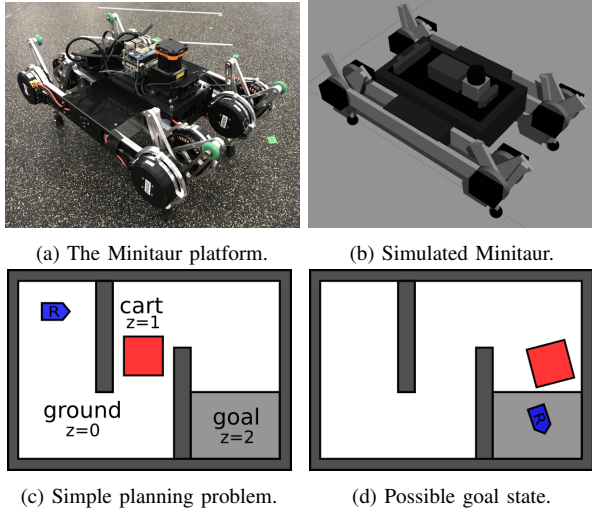 (a) The Minitaur platform.
(b) Simulated Minitaur.
R
cart
z=1
ground
z=0
goal
z=2
R
(c) Simple planning problem.
(d) Possible goal state.